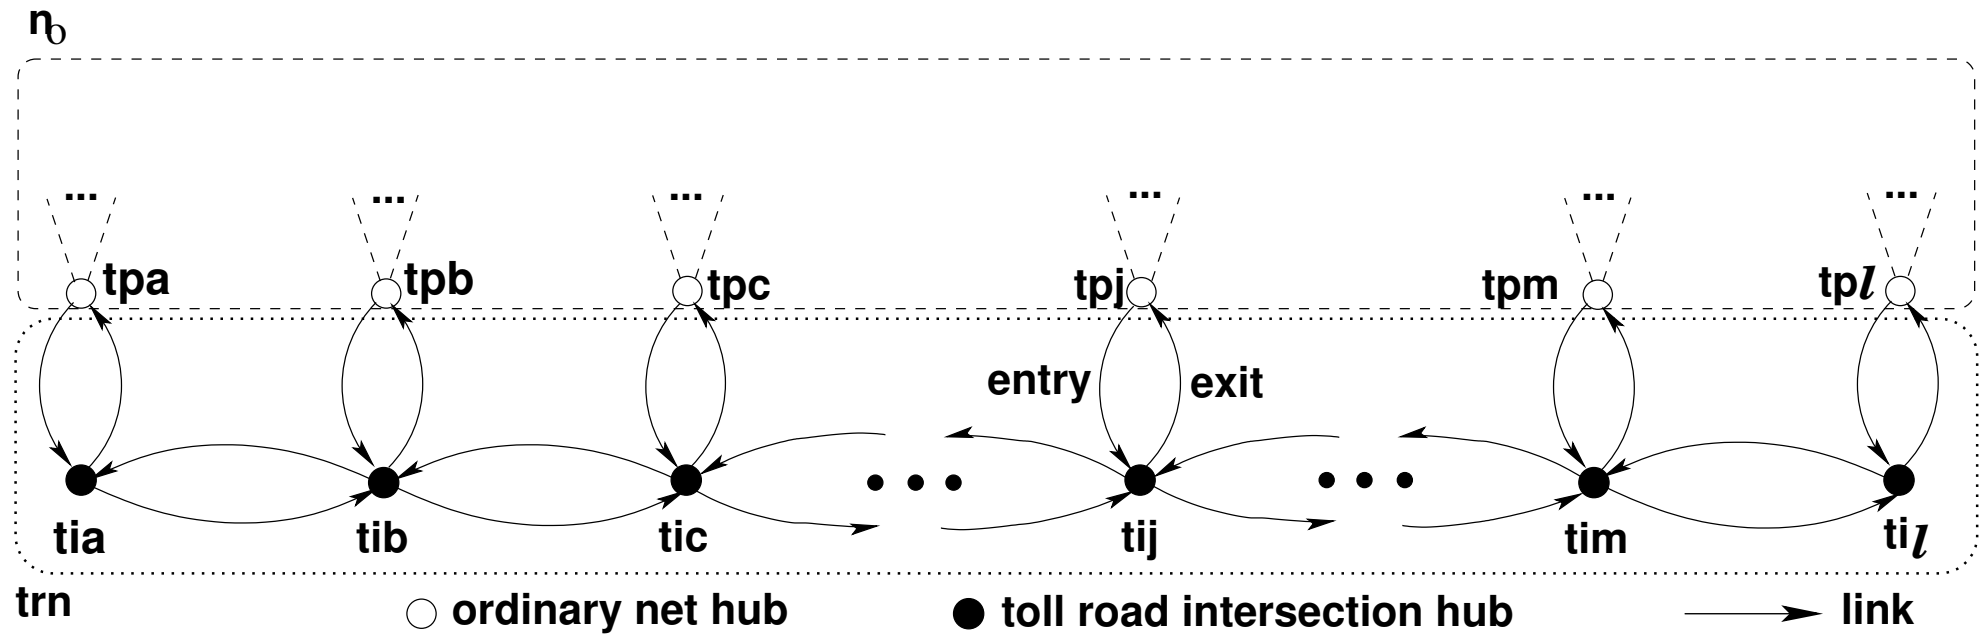 no
...
...
...
...
...
...
tpa
tpb
tpc
tpj
tpm
tpl
entry
exit
tia
tib
tic
tij
tim
til
trn
ordinary net hub
toll road intersection hub
link